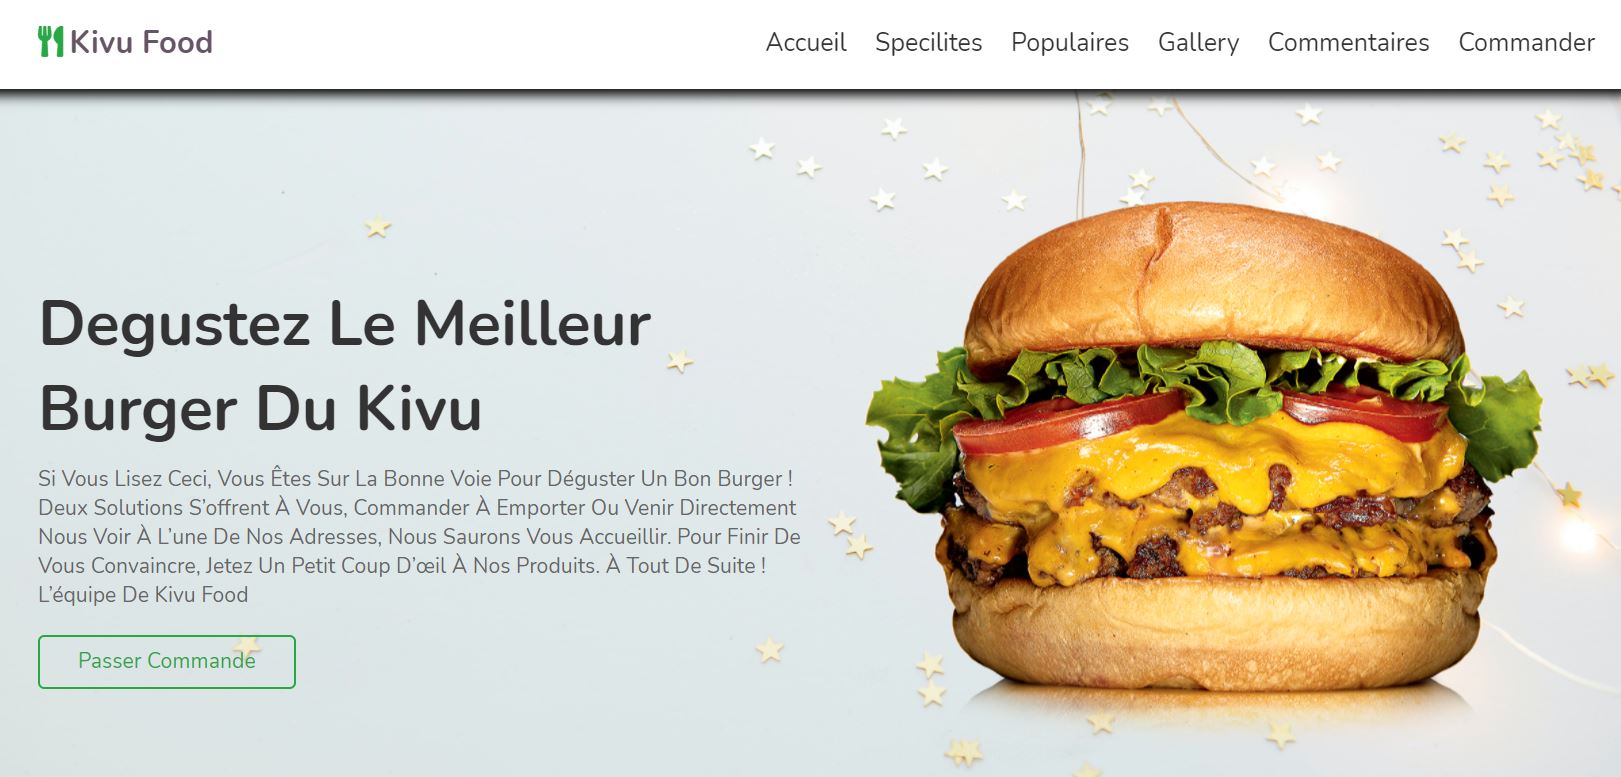 Kivu Food
Accueil Specilites Populaires Gallery Commentaires Commander
Degustez Le Meilleur
Burger Du Kivu
Si Vous Lisez Ceci, Vous Êtes Sur La Bonne Voie Pour Déguster Un Bon Burger !
Deux Solutions S’offrent À Vous, Commander À Emporter Ou Venir Directement
Nous Voir À L’une De Nos Adresses, Nous Saurons Vous Accueillir. Pour Finir De
Vous Convaincre, Jetez Un Petit Coup D’œil À Nos Produits. À Tout De Suite !
L’équipe De Kivu Food
Passer Commande